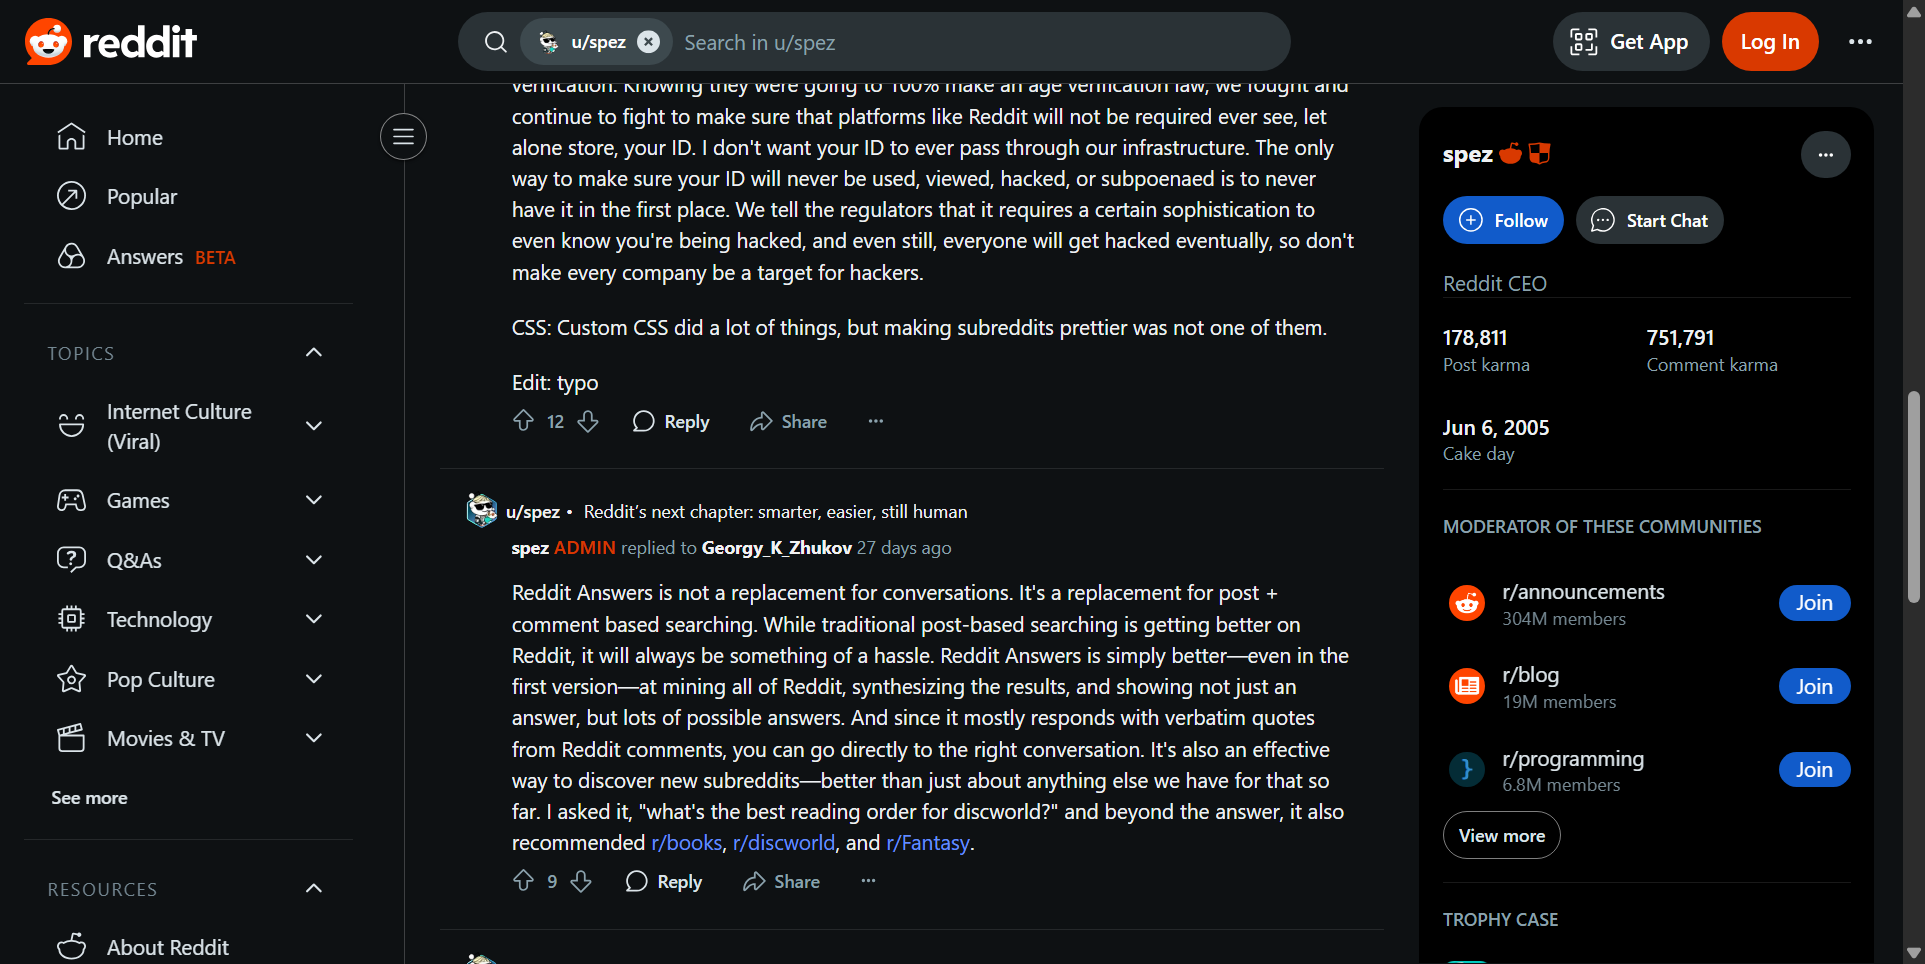 reddit
u/spez
Search in u/spez
Get App
Log In
Home
Popular
Answers BETA
TOPICS
Internet Culture
(Viral)
Games
Q&As
Technology
Pop Culture
Movies & TV
See more
RESOURCES
About Reddit
verification. Knowing they were going to 100% make an age verification law, we fought and
continue to fight to make sure that platforms like Reddit will not be required ever see, let
alone store, your ID. I don't want your ID to ever pass through our infrastructure. The only
way to make sure your ID will never be used, viewed, hacked, or subpoenaed is to never
have it in the first place. We tell the regulators that it requires a certain sophistication to
even know you're being hacked, and even still, everyone will get hacked eventually, so don't
make every company be a target for hackers.
CSS: Custom CSS did a lot of things, but making subreddits prettier was not one of them.
Edit: typo
12
Reply
Share
u/spez • Reddit’s next chapter: smarter, easier, still human
spez ADMIN replied to Georgy_K_Zhukov 27 days ago
Reddit Answers is not a replacement for conversations. It's a replacement for post +
comment based searching. While traditional post-based searching is getting better on
Reddit, it will always be something of a hassle. Reddit Answers is simply better—even in the
first version—at mining all of Reddit, synthesizing the results, and showing not just an
answer, but lots of possible answers. And since it mostly responds with verbatim quotes
from Reddit comments, you can go directly to the right conversation. It's also an effective
way to discover new subreddits—better than just about anything else we have for that so
far. I asked it, "what's the best reading order for discworld?" and beyond the answer, it also
recommended r/books, r/discworld, and r/Fantasy.
9
Reply
Share
spez
Follow
Start Chat
Reddit CEO
178,811
Post karma
751,791
Comment karma
Jun 6, 2005
Cake day
MODERATOR OF THESE COMMUNITIES
r/announcements
304M members
Join
r/blog
19M members
Join
r/programming
6.8M members
Join
View more
TROPHY CASE